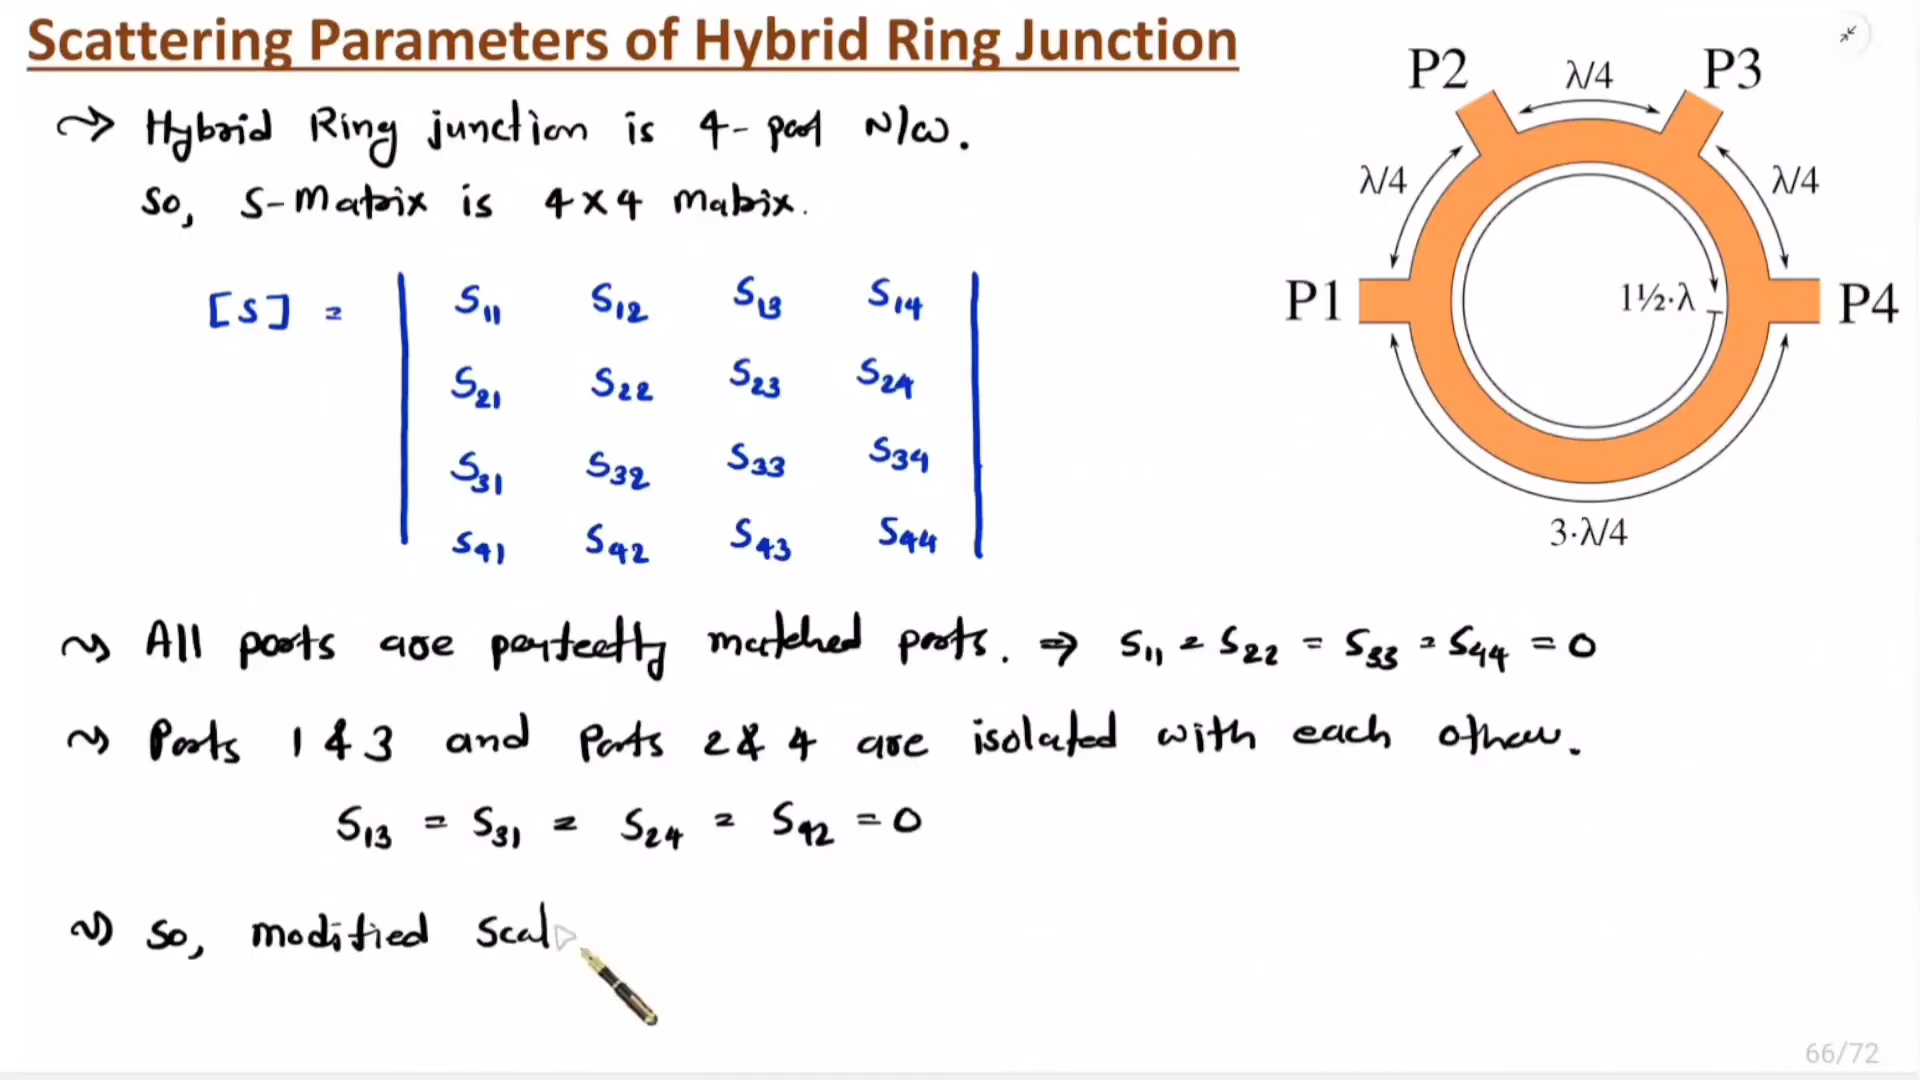 Scattering Parameters of Hybrid Ring Junction
→ Hybrid Ring junction is 4-port N/W.
So, S-Matrix is 4×4 matrix.
[S] = | S11 S12 S13 S14 |
| S21 S22 S23 S24 |
| S31 S32 S33 S34 |
| S41 S42 S43 S44 |
P2 λ/4 P3
λ/4 λ/4
P1 1½·λ P4
3·λ/4
All ports are perfectly matched ports. ⇒ S11 = S22 = S33 = S44 = 0
Ports 1 & 3 and Ports 2 & 4 are isolated with each other.
S13 = S31 = S24 = S42 = 0
So, modified Scat
66/72